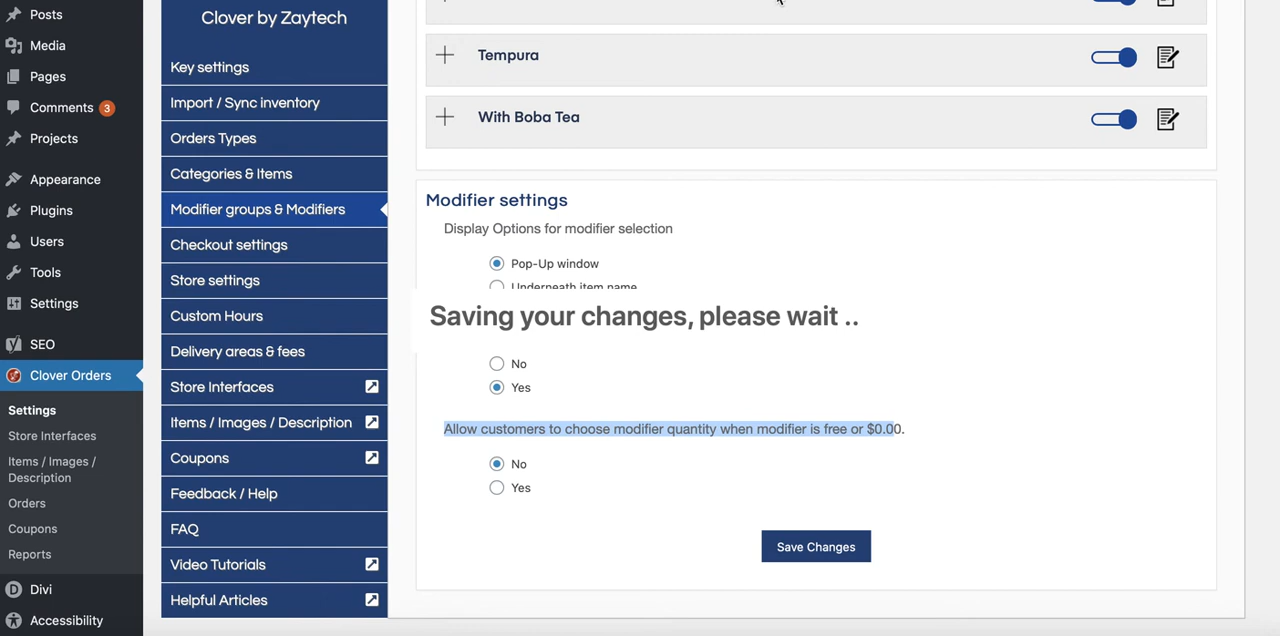 Posts
Media
Pages
Comments 3
Projects
Appearance
Plugins
Users
Tools
Settings
SEO
Clover Orders
Settings
Store Interfaces
Items / Images /
Description
Orders
Coupons
Reports
Divi
Accessibility
Clover by Zaytech
Key settings
Import / Sync inventory
Orders Types
Categories & Items
Modifier groups & Modifiers
Checkout settings
Store settings
Custom Hours
Delivery areas & fees
Store Interfaces
Items / Images / Description
Coupons
Feedback / Help
FAQ
Video Tutorials
Helpful Articles
Tempura
With Boba Tea
Modifier settings
Display Options for modifier selection
Pop-Up window
Underneath item name
Saving your changes, please wait ..
No
Yes
Allow customers to choose modifier quantity when modifier is free or $0.00.
No
Yes
Save Changes